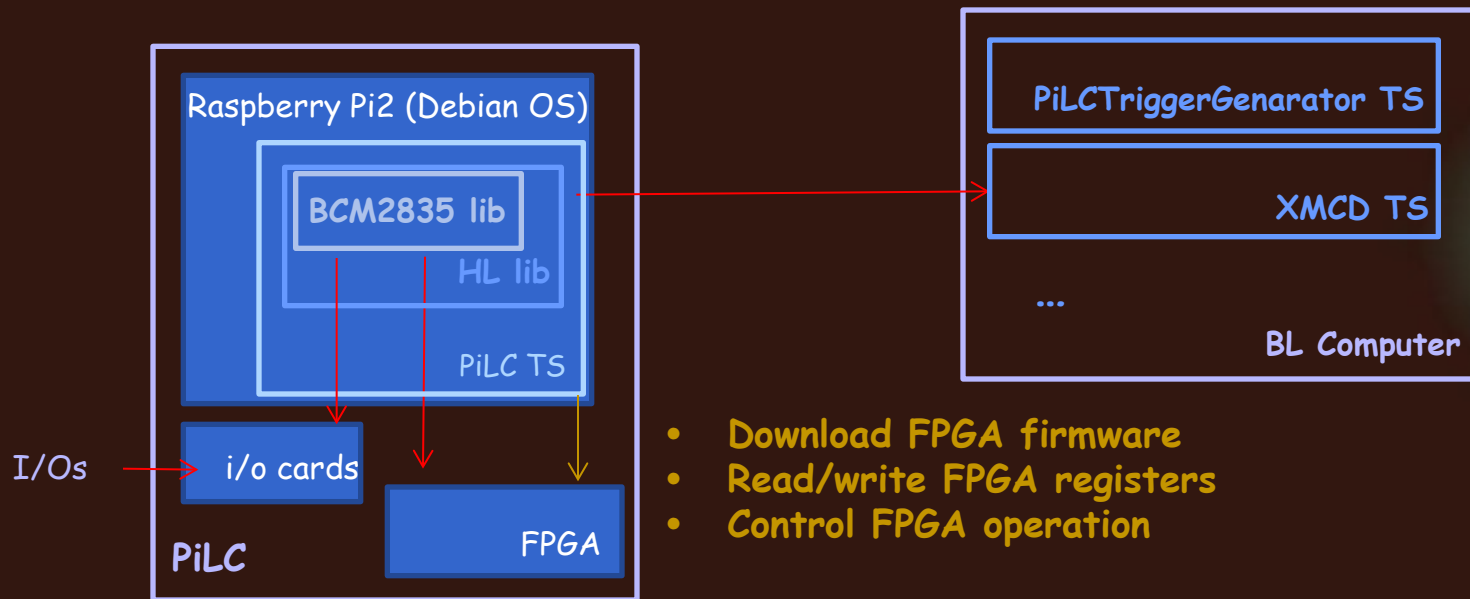 Raspberry Pi2 (Debian OS)
BCM2835 lib
HL lib
PiLC TS
I/Os
i/o cards
FPGA
PiLC
PiLCTriggerGenarator TS
XMCD TS
...
BL Computer
• Download FPGA firmware
• Read/write FPGA registers
• Control FPGA operation